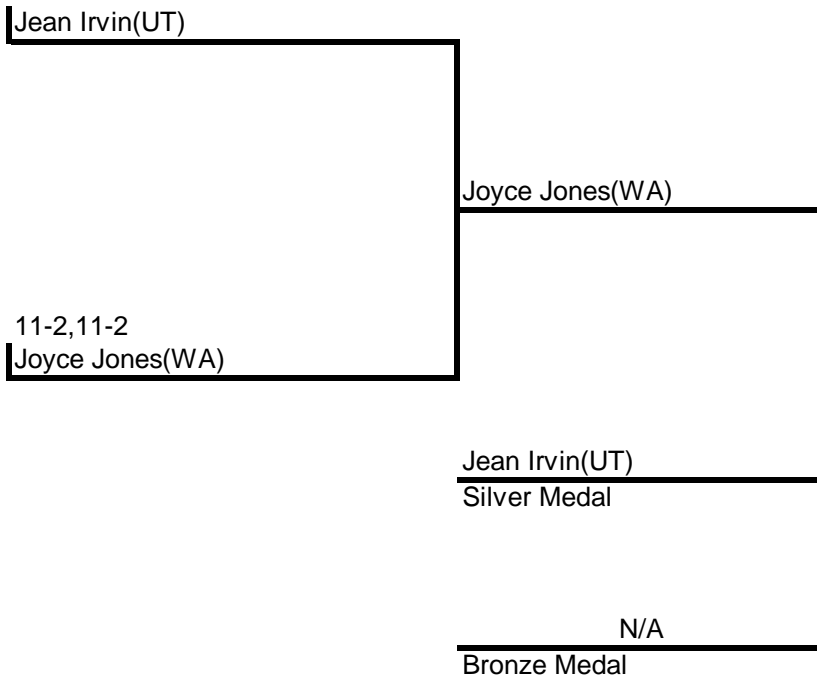 Jean Irvin(UT)
Joyce Jones(WA)
11-2,11-2
Joyce Jones(WA)
Jean Irvin(UT)
Silver Medal
N/A
Bronze Medal